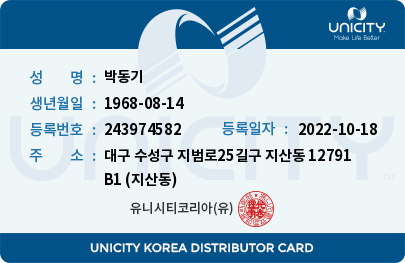 UNICITY
Make Life Better
성 명 : 박동기
생년월일 : 1968-08-14
등록번호 : 243974582 등록일자 : 2022-10-18
주 소 : 대구 수성구 지범로25길구 지산동 12791
B1 (지산동)
UNICITY
유니시티코리아(유)
UNICITY KOREA DISTRIBUTOR CARD